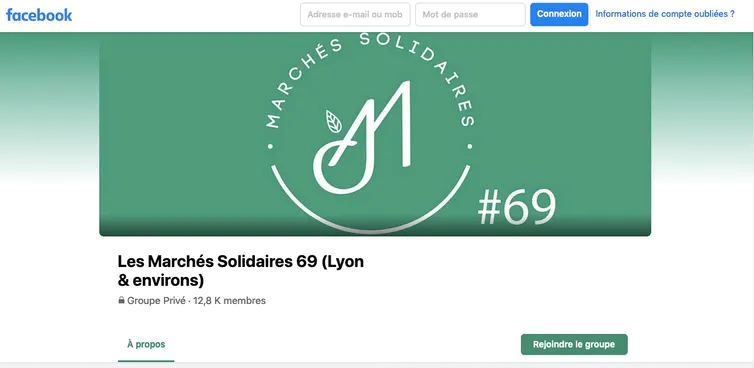 facebook
Adresse e-mail ou mob
Mot de passe
Connexion
Informations de compte oubliées ?
MARCHÉS SOLIDAIRES
M
#69
Les Marchés Solidaires 69 (Lyon
& environs)
Groupe Privé · 12,8 K membres
À propos
Rejoindre le groupe